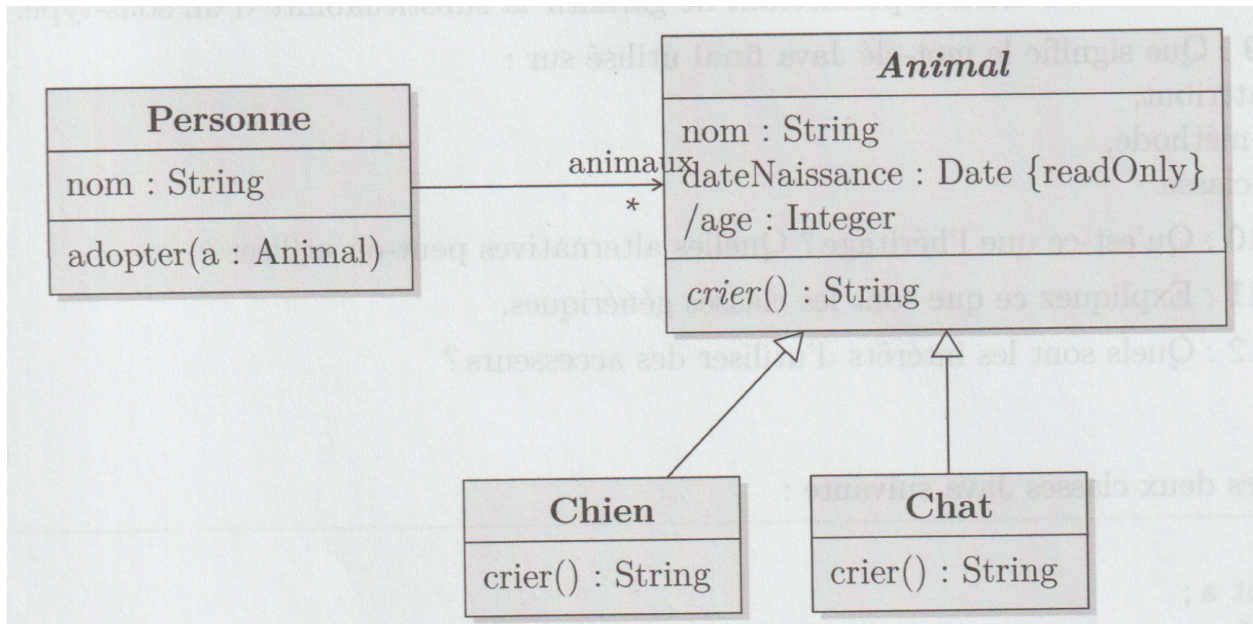 Personne
nom : String
adopter(a : Animal)
animaux
*
Animal
nom : String
dateNaissance : Date {readOnly}
/age : Integer
crier() : String
Chien
crier() : String
Chat
crier() : String